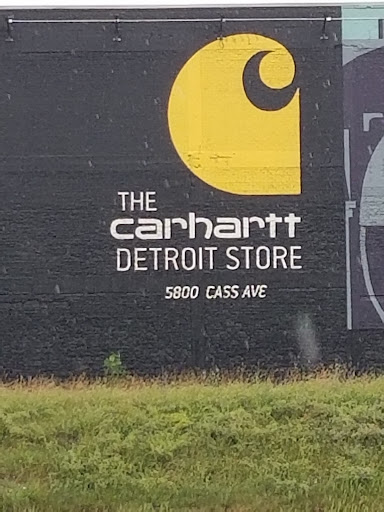 THE
carhartt
DETROIT STORE
5800 CASS AVE